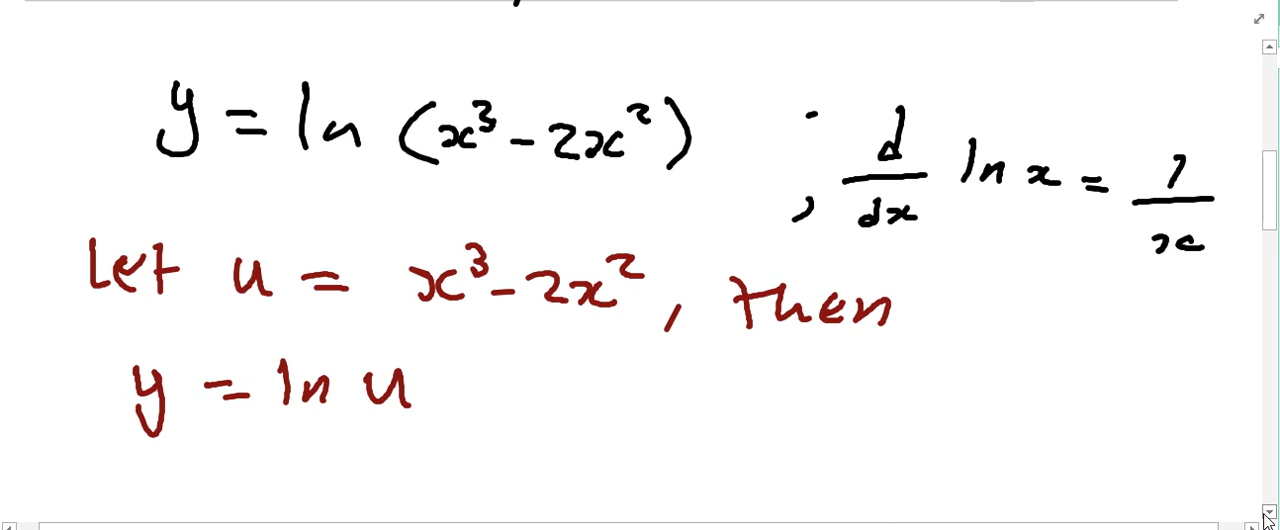 y = ln (x³ - 2x²) ; d/dx ln x = 1/x
Let u = x³ - 2x², then
y = ln u